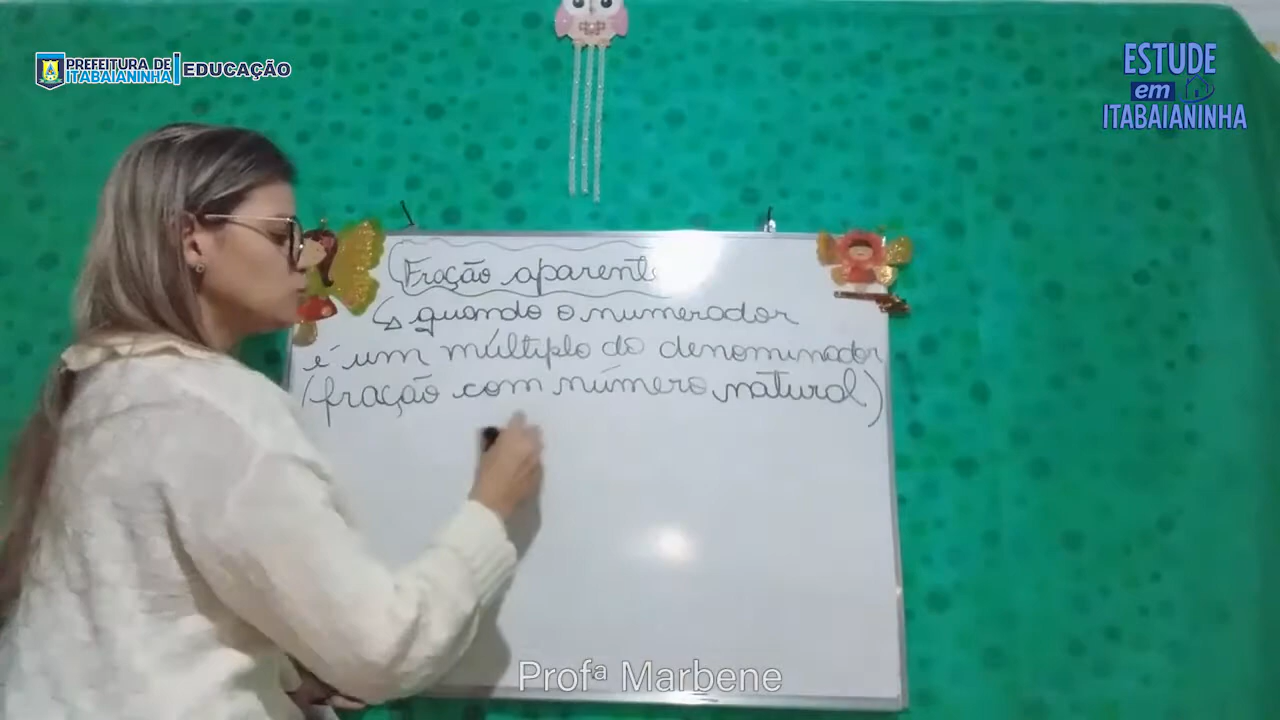 PREFEITURA DE
ITABAIANINHA
EDUCAÇÃO
ESTUDE
em
ITABAIANINHA
Fração aparente
↳ quando o numerador
é um múltiplo do denominador
(fração com número natural)
Profª Marbene